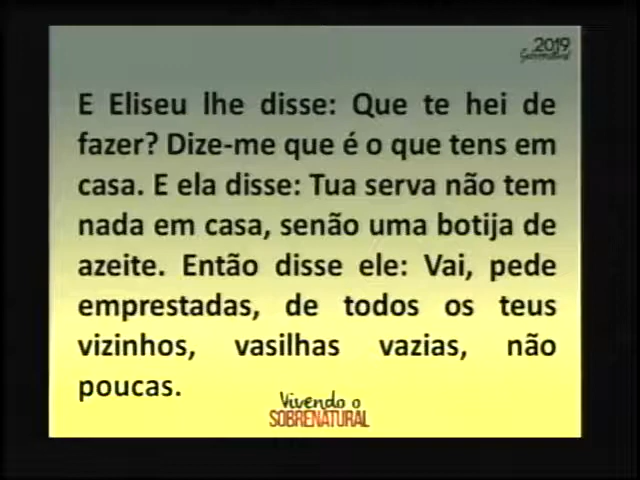 2019
E Eliseu lhe disse: Que te hei de
fazer? Dize-me que é o que tens em
casa. E ela disse: Tua serva não tem
nada em casa, senão uma botija de
azeite. Então disse ele: Vai, pede
emprestadas, de todos os teus
vizinhos, vasilhas vazias, não
poucas.
Vivendo o
SOBRENATURAL